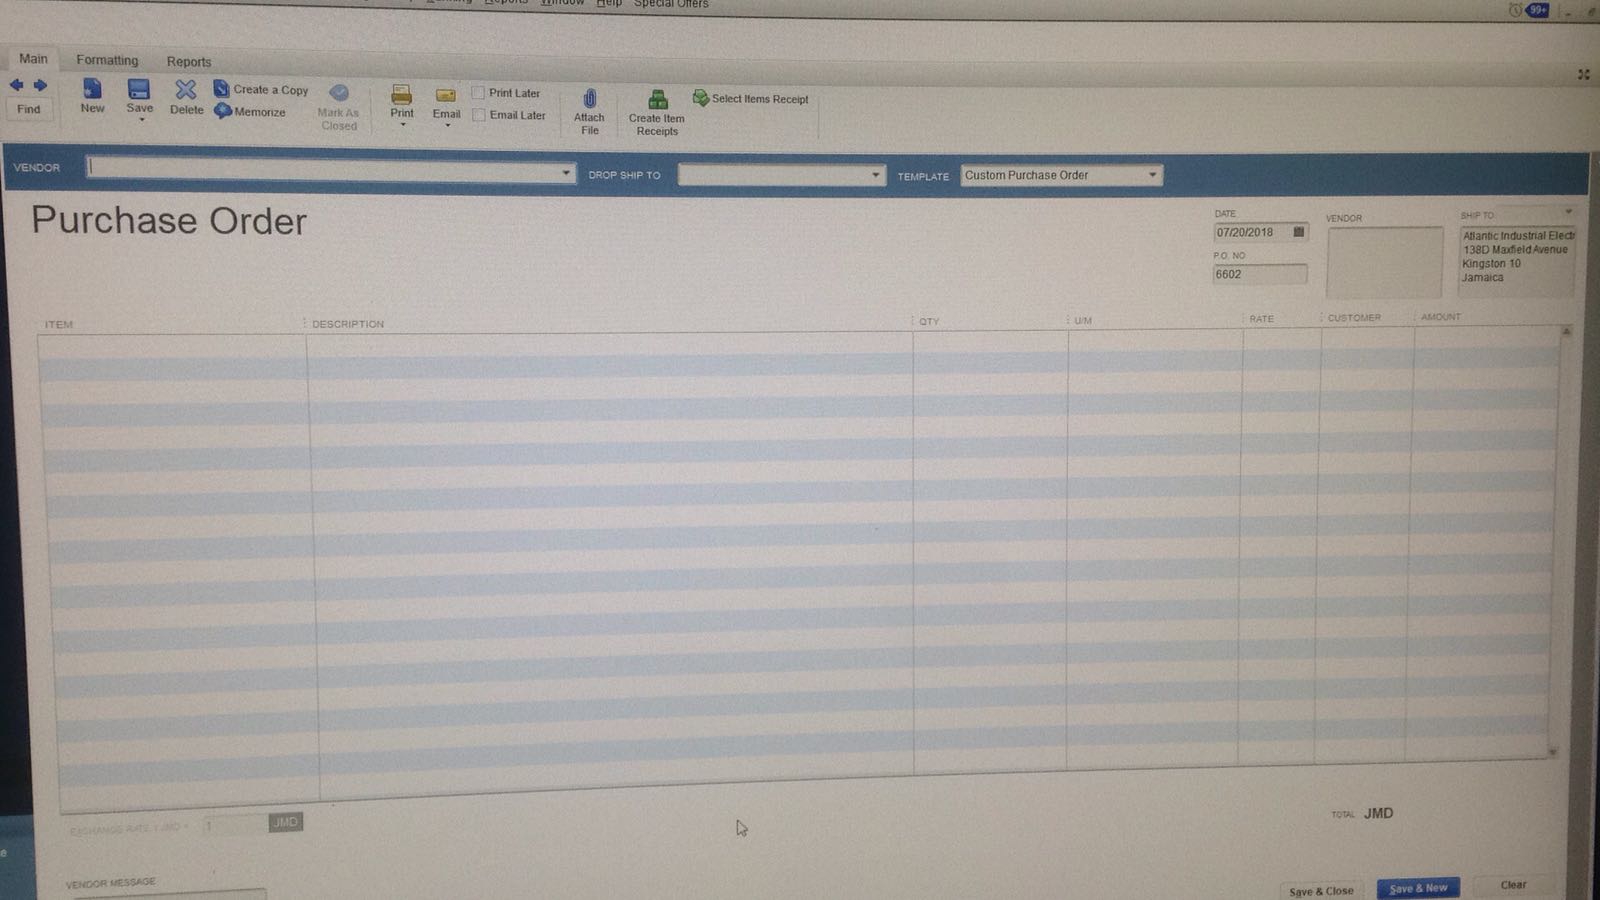 Reports Window Help Special Offers
99+
Main Formatting Reports
Find
New
Save
Delete
Create a Copy
Memorize
Mark As Closed
Print
Email
Print Later
Email Later
Attach File
Create Item Receipts
Select Items Receipt
VENDOR
DROP SHIP TO
TEMPLATE Custom Purchase Order
Purchase Order
DATE
07/20/2018
P.O. NO
6602
VENDOR
SHIP TO
Atlantic Industrial Electr
138D Maxfield Avenue
Kingston 10
Jamaica
ITEM DESCRIPTION QTY U/M RATE CUSTOMER AMOUNT
EXCHANGE RATE 1 JMD = 1 JMD
TOTAL JMD
VENDOR MESSAGE
Save & Close Save & New Clear